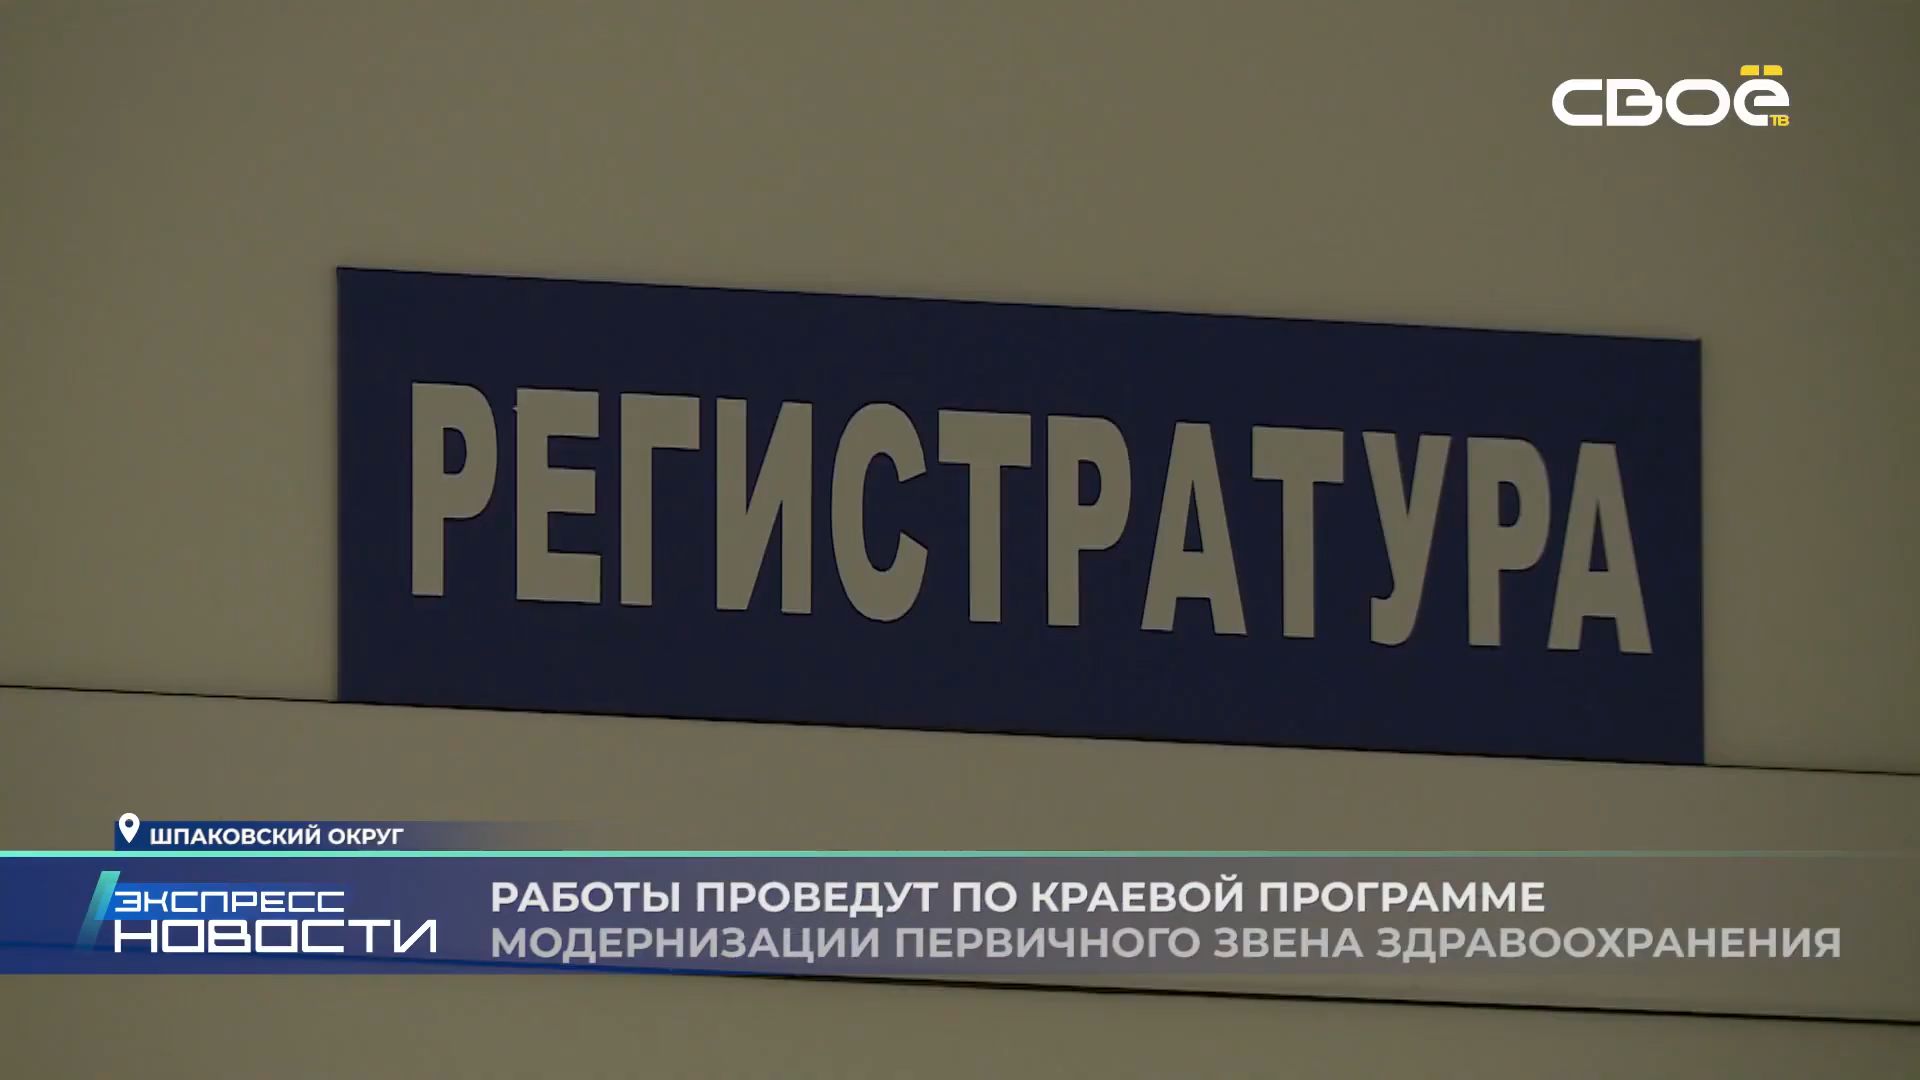 СВОЁ
ТВ
РЕГИСТРАТУРА
ШПАКОВСКИЙ ОКРУГ
ЭКСПРЕСС
НОВОСТИ
РАБОТЫ ПРОВЕДУТ ПО КРАЕВОЙ ПРОГРАММЕ
МОДЕРНИЗАЦИИ ПЕРВИЧНОГО ЗВЕНА ЗДРАВООХРАНЕНИЯ